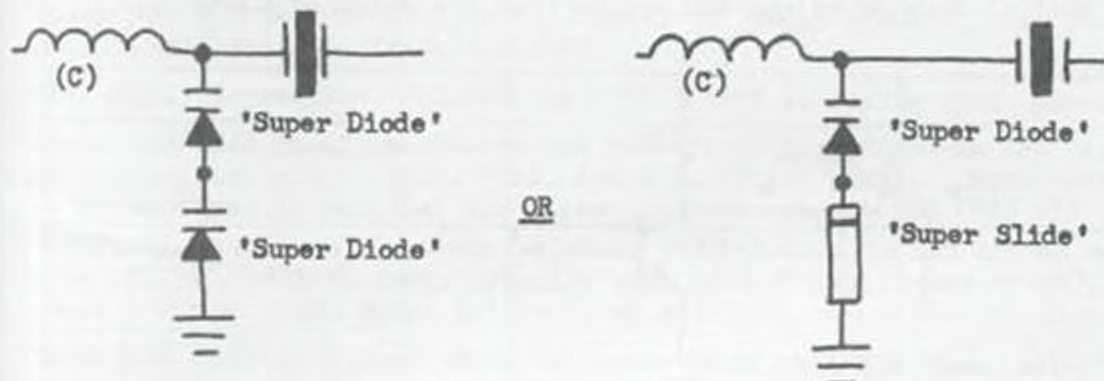 (C)
'Super Diode'
'Super Diode'
OR
(C)
'Super Diode'
'Super Slide'